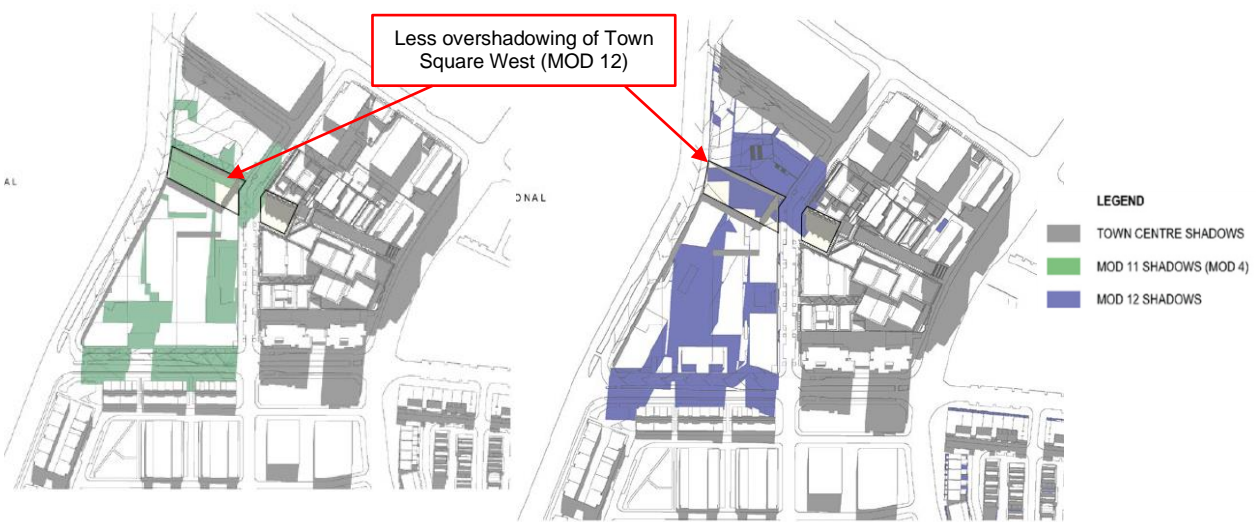 Less overshadowing of Town
Square West (MOD 12)
AL
ONAL
LEGEND
TOWN CENTRE SHADOWS
MOD 11 SHADOWS (MOD 4)
MOD 12 SHADOWS